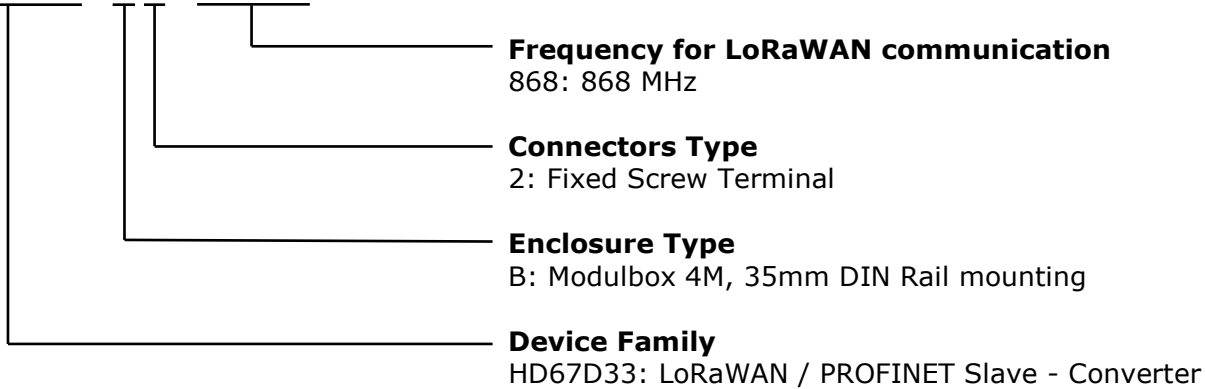 Frequency for LoRaWAN communication
868: 868 MHz
Connectors Type
2: Fixed Screw Terminal
Enclosure Type
B: Modulbox 4M, 35mm DIN Rail mounting
Device Family
HD67D33: LoRaWAN / PROFINET Slave - Converter